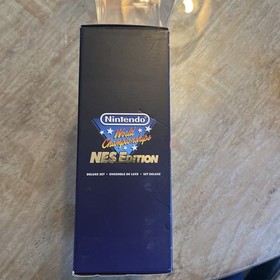 Nintendo
World
Championships
NES EDITION
DELUXE SET • ENSEMBLE DE LUXE • SET DELUXE